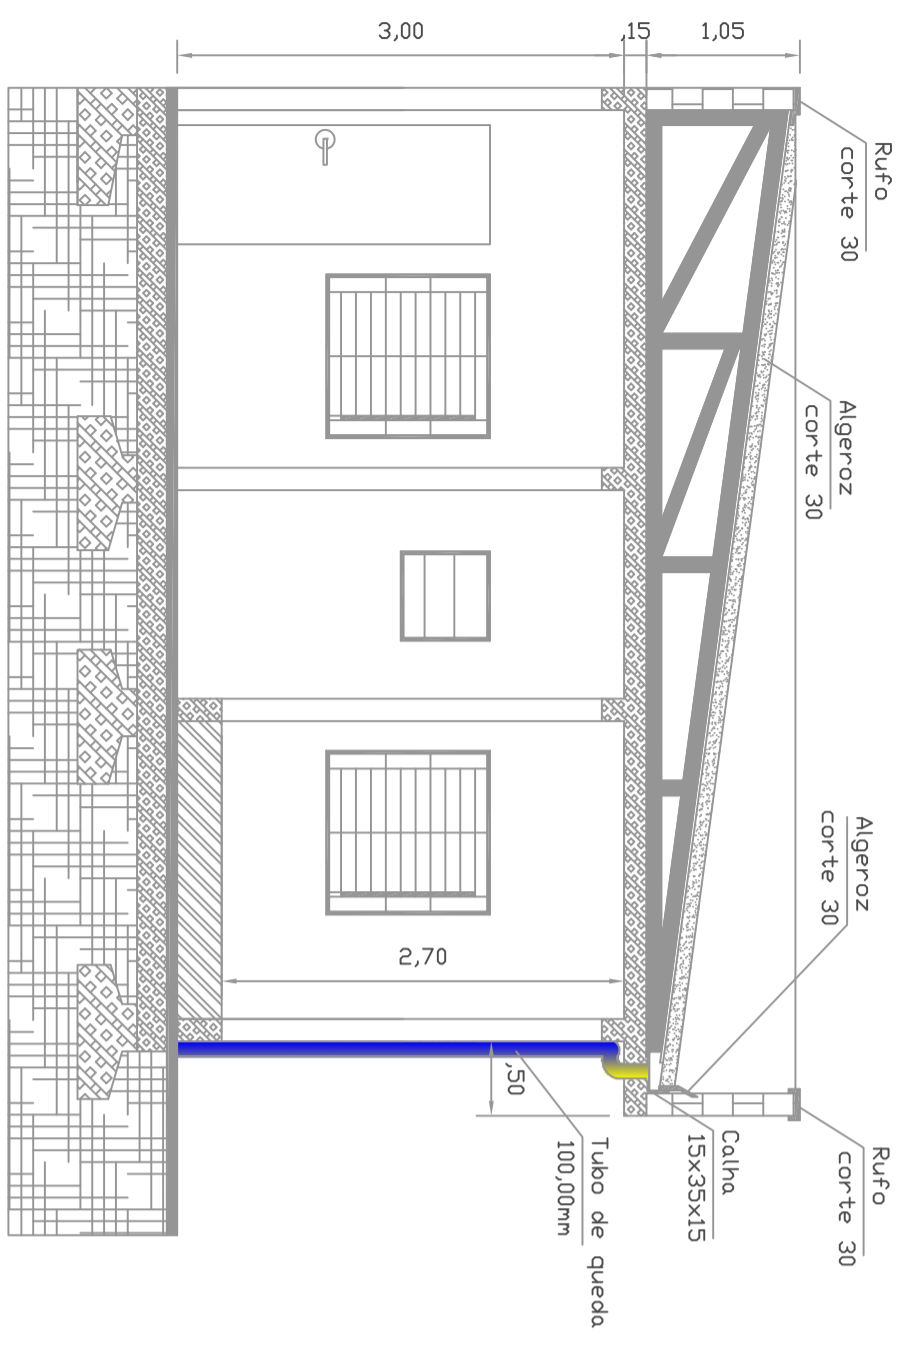 3,00
,15
1,05
Rufo
corte 30
Algeroz
corte 30
Algeroz
corte 30
2,70
,50
Tubo de queda
100,00mm
Calha
15x35x15
Rufo
corte 30